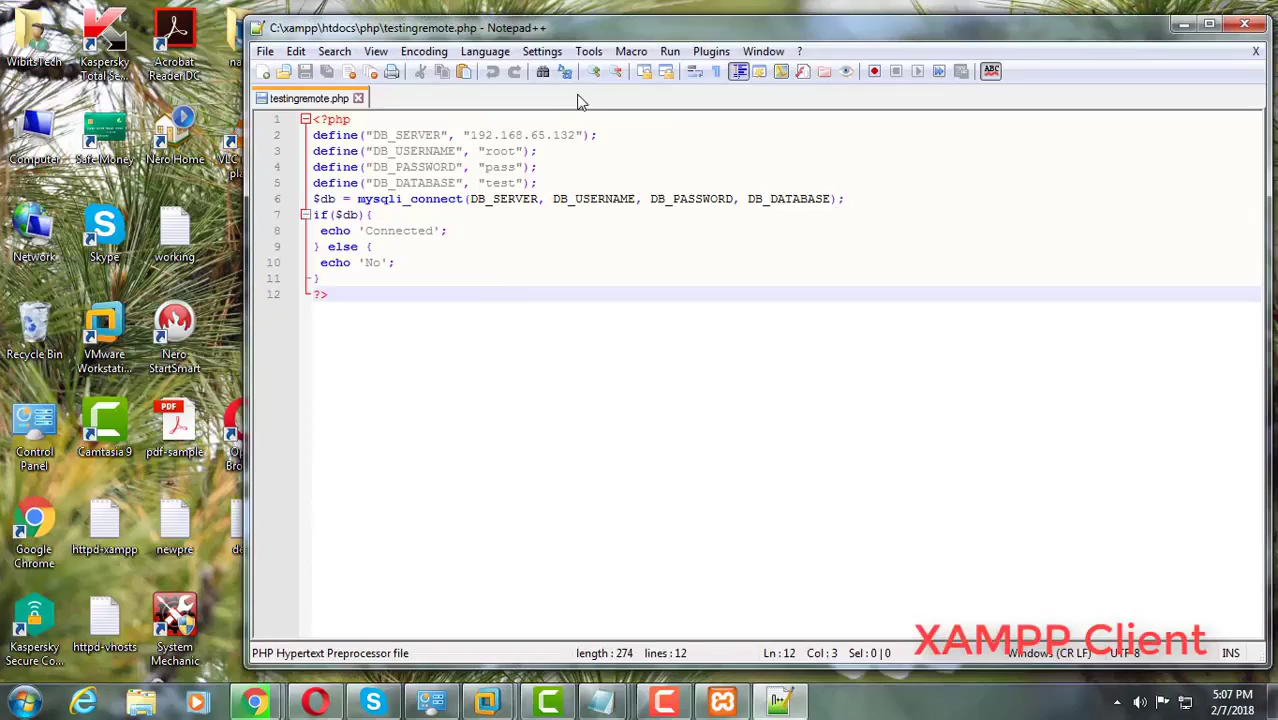 C:\xampp\htdocs\php\testingremote.php - Notepad++
File Edit Search View Encoding Language Settings Tools Macro Run Plugins Window ? X
testingremote.php
1 <?php
2 define("DB_SERVER", "192.168.65.132");
3 define("DB_USERNAME", "root");
4 define("DB_PASSWORD", "pass");
5 define("DB_DATABASE", "test");
6 $db = mysqli_connect(DB_SERVER, DB_USERNAME, DB_PASSWORD, DB_DATABASE);
7 if($db){
8 echo 'Connected';
9 } else {
10 echo 'No';
11 }
12 ?>
WibitsTech
Kaspersky
Total Se...
Acrobat
Reader DC
Computer
Safe Money
Nero Home
Network
Skype
working
Recycle Bin
VMware
Workstati...
Nero
StartSmart
Control
Panel
Camtasia 9
PDF
pdf-sample
Google
Chrome
httpd-xampp
newpre
Kaspersky
Secure Co...
httpd-vhosts
System
Mechanic
ABC
XAMPP Client
PHP Hypertext Preprocessor file length : 274 lines : 12 Ln : 12 Col : 3 Sel : 0 | 0 Windows (CR LF) UTF-8 INS
5:07 PM
2/7/2018